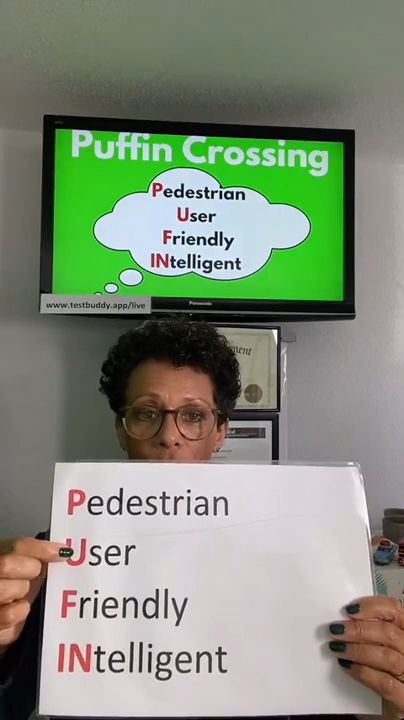 Puffin Crossing
Pedestrian
User
Friendly
INtelligent
www.testbuddy.app/live
Panasonic
Pedestrian
User
Friendly
INtelligent